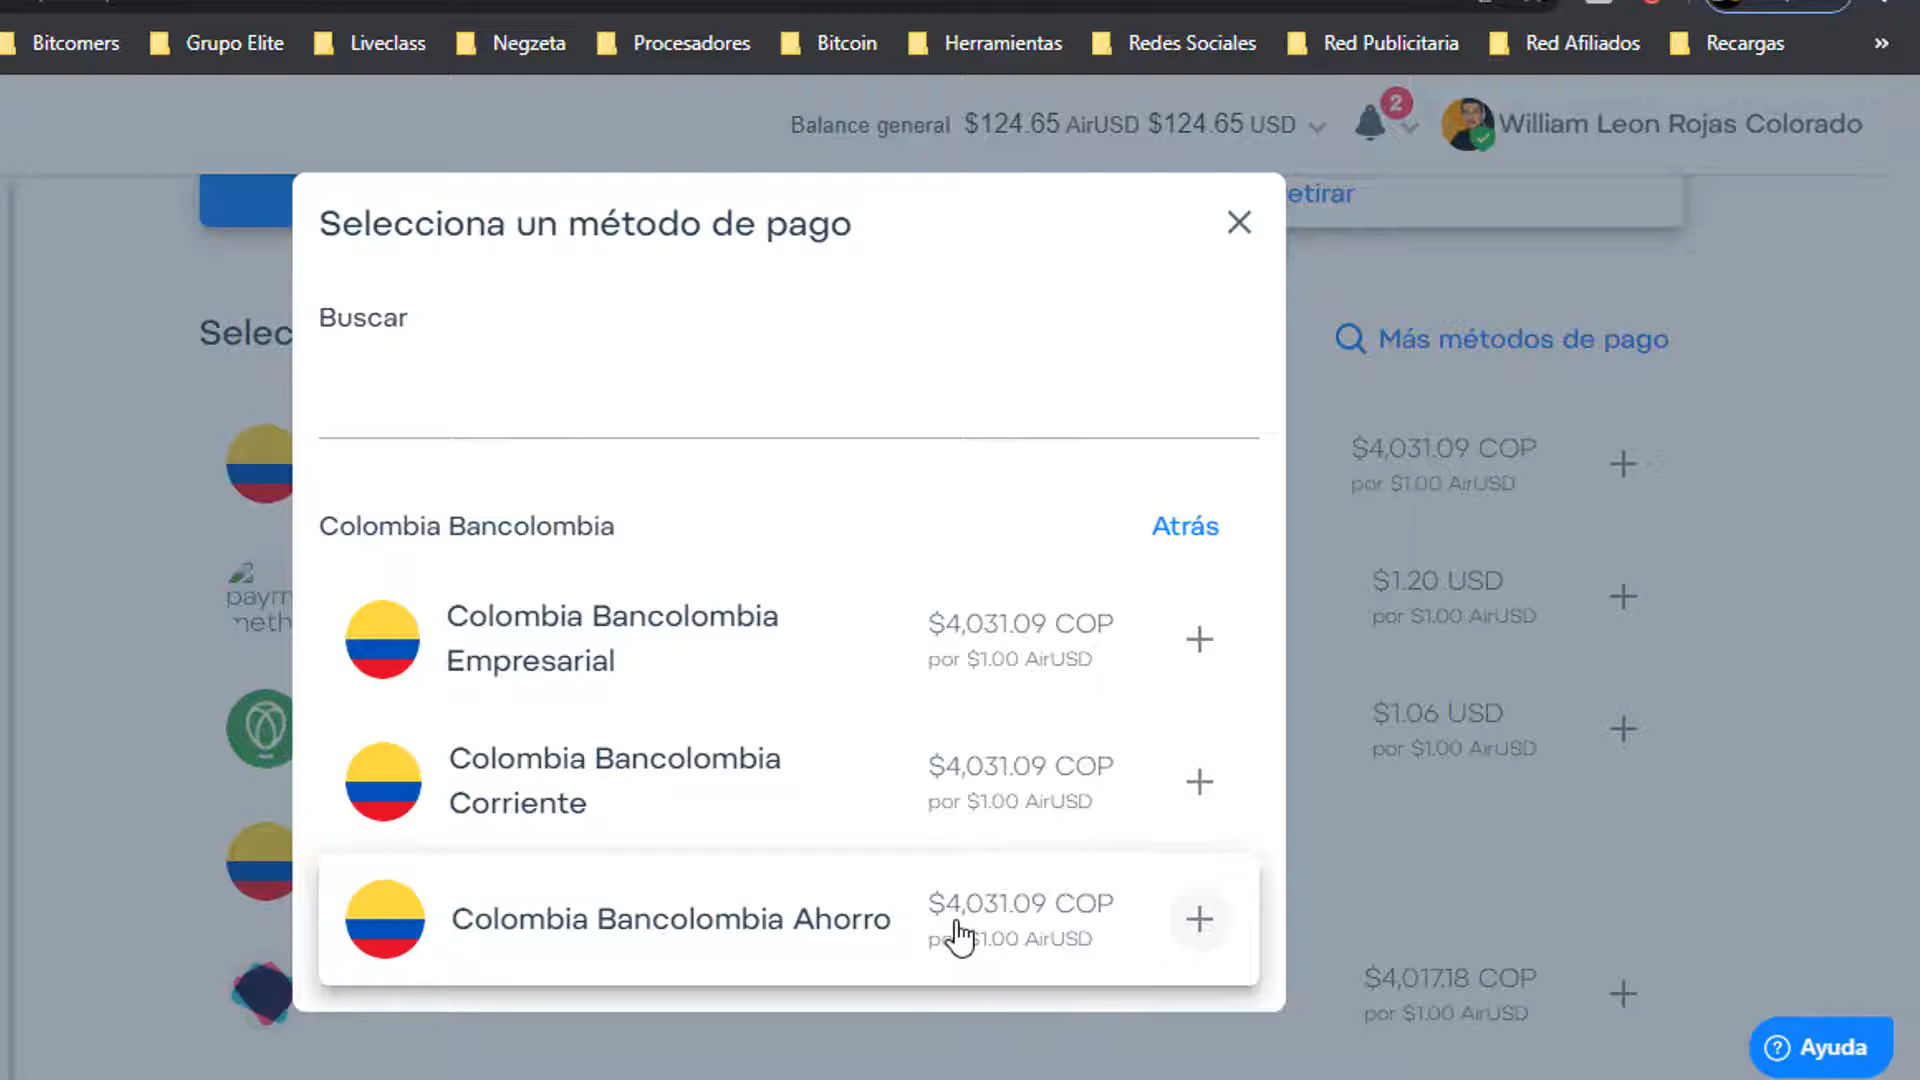 Bitcomers Grupo Elite Liveclass Negzeta Procesadores Bitcoin Herramientas Redes Sociales Red Publicitaria Red Afiliados Recargas »
Balance general $124.65 AirUSD $124.65 USD 2 William Leon Rojas Colorado
etirar
Selecciona un método de pago
Buscar
Selec
Más métodos de pago
$4,031.09 COP
por $1.00 AirUSD
Colombia Bancolombia Atrás
$1.20 USD
por $1.00 AirUSD
paym
meth
Colombia Bancolombia
Empresarial
$4,031.09 COP
por $1.00 AirUSD
$1.06 USD
por $1.00 AirUSD
Colombia Bancolombia
Corriente
$4,031.09 COP
por $1.00 AirUSD
Colombia Bancolombia Ahorro
$4,031.09 COP
$1.00 AirUSD
$4,017.18 COP
por $1.00 AirUSD
? Ayuda